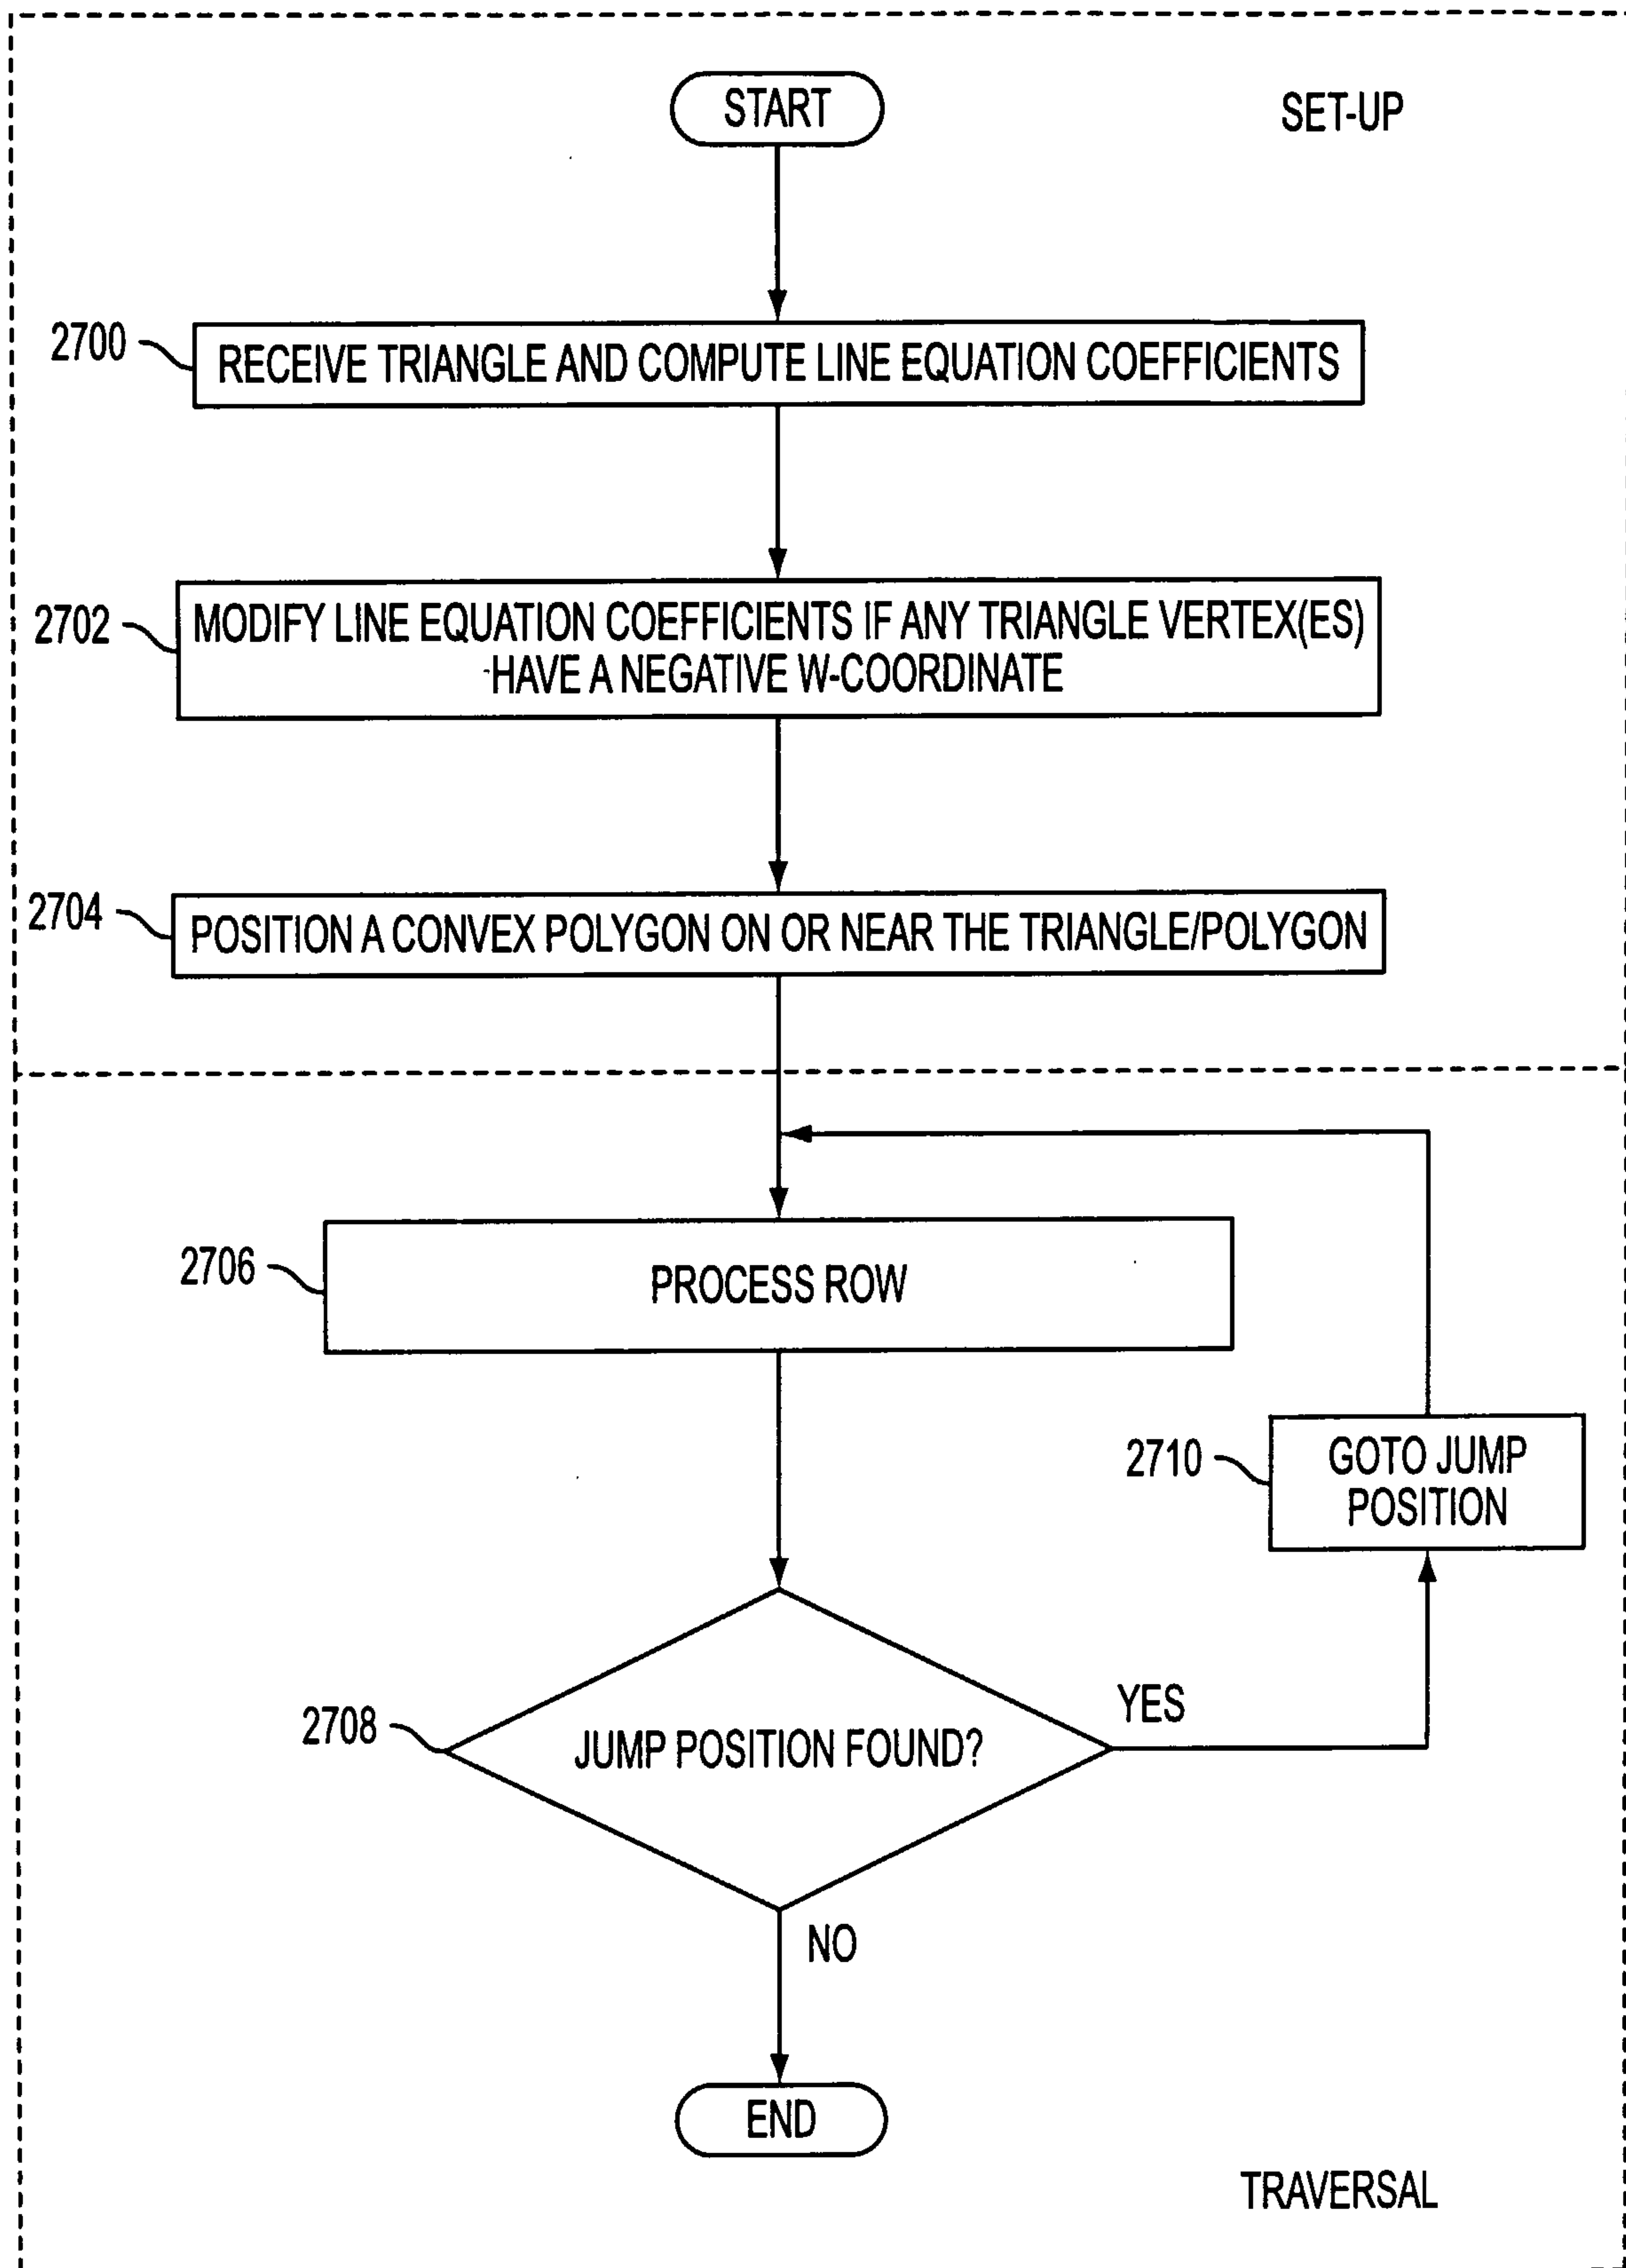 START
SET-UP
2700
RECEIVE TRIANGLE AND COMPUTE LINE EQUATION COEFFICIENTS
2702
MODIFY LINE EQUATION COEFFICIENTS IF ANY TRIANGLE VERTEX(ES)
HAVE A NEGATIVE W-COORDINATE
2704
POSITION A CONVEX POLYGON ON OR NEAR THE TRIANGLE/POLYGON
2706
PROCESS ROW
2710
GOTO JUMP
POSITION
2708
JUMP POSITION FOUND?
YES
NO
END
TRAVERSAL